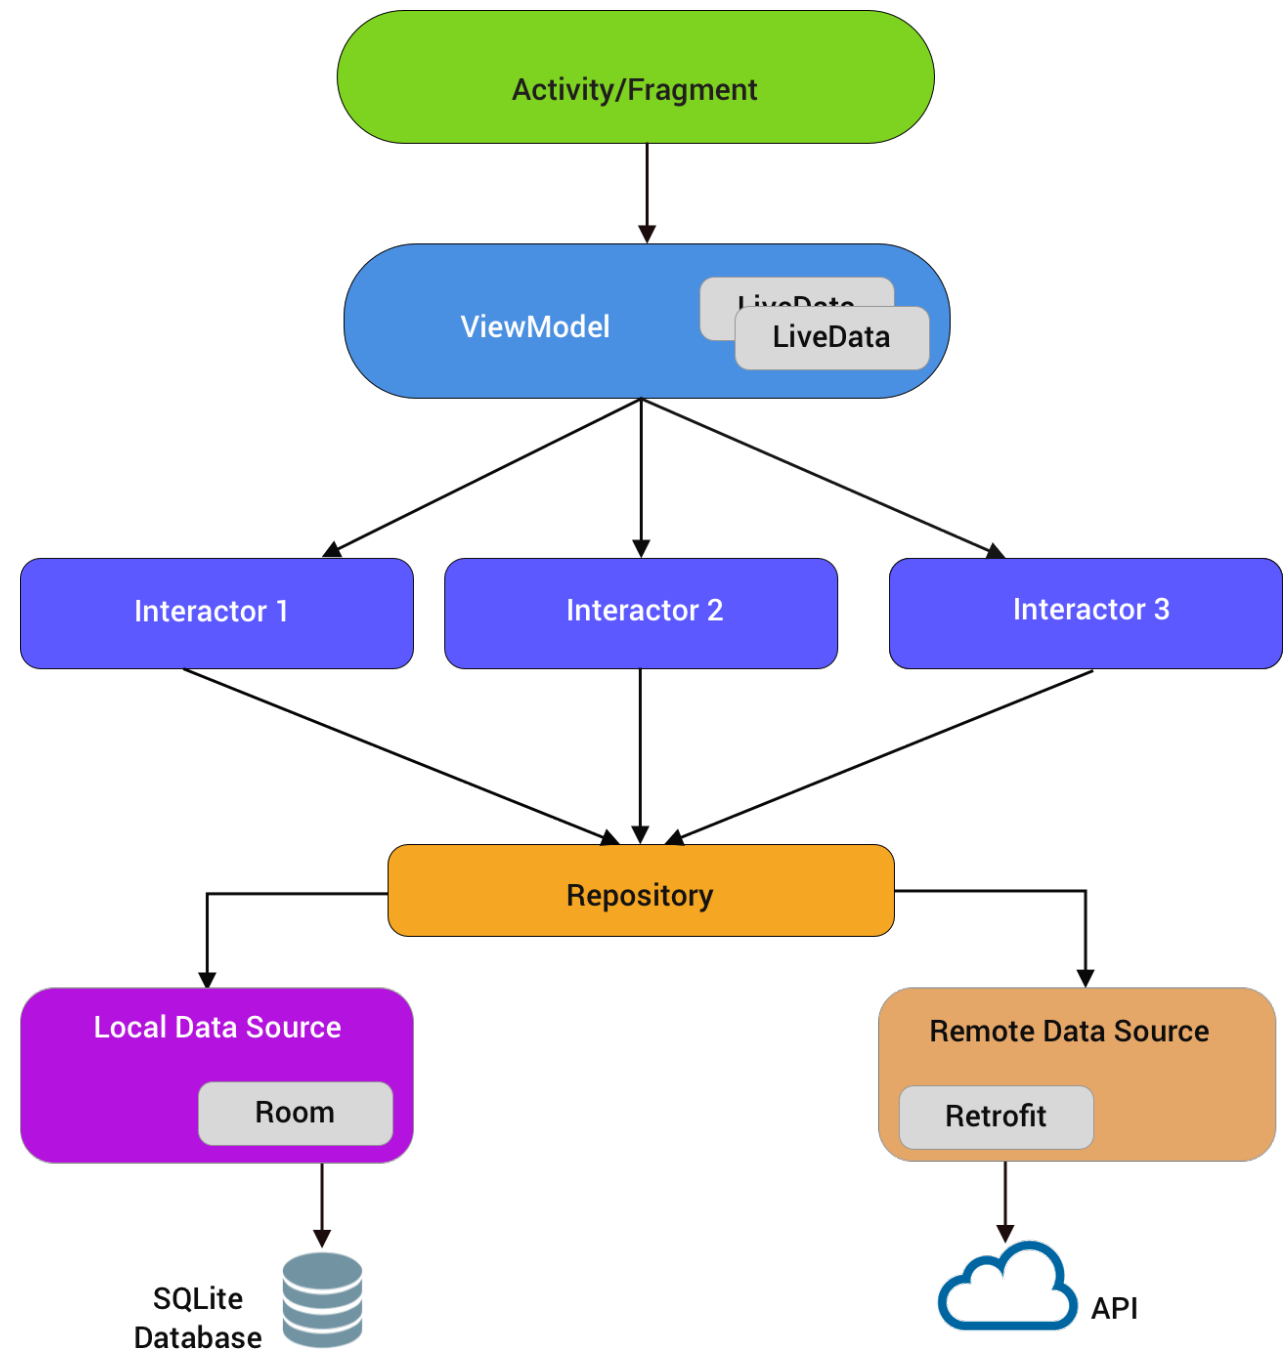 Activity/Fragment
ViewModel
LiveData
LiveData
Interactor 1
Interactor 2
Interactor 3
Repository
Local Data Source
Room
Remote Data Source
Retrofit
SQLite
Database
API